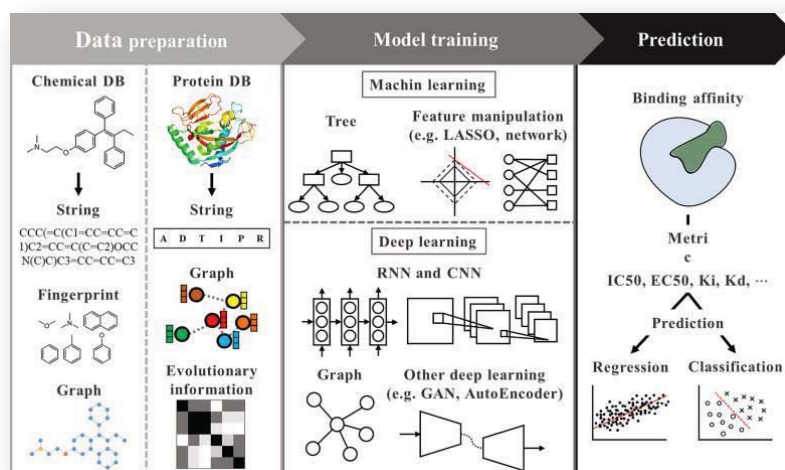 Data preparation
Model training
Prediction
Chemical DB
String
CCC(=C(C1=CC=CC=C
1)C2=CC=C(C=C2)OCC
N(C)C)C3=CC=CC=C3
Fingerprint
Graph
Protein DB
String
A D T I P R
Graph
Evolutionary
information
Machin learning
Tree
Feature manipulation
(e.g. LASSO, network)
Deep learning
RNN and CNN
Graph
Other deep learning
(e.g. GAN, AutoEncoder)
Binding affinity
Metri
c
IC50, EC50, Ki, Kd, ⋯
Prediction
Regression
Classification